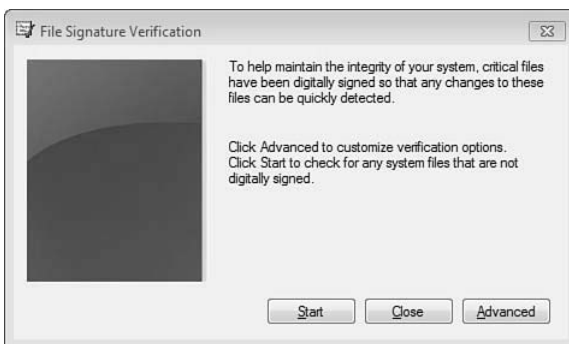 File Signature Verification
To help maintain the integrity of your system, critical files
have been digitally signed so that any changes to these
files can be quickly detected.
Click Advanced to customize verification options.
Click Start to check for any system files that are not
digitally signed.
Start Close Advanced